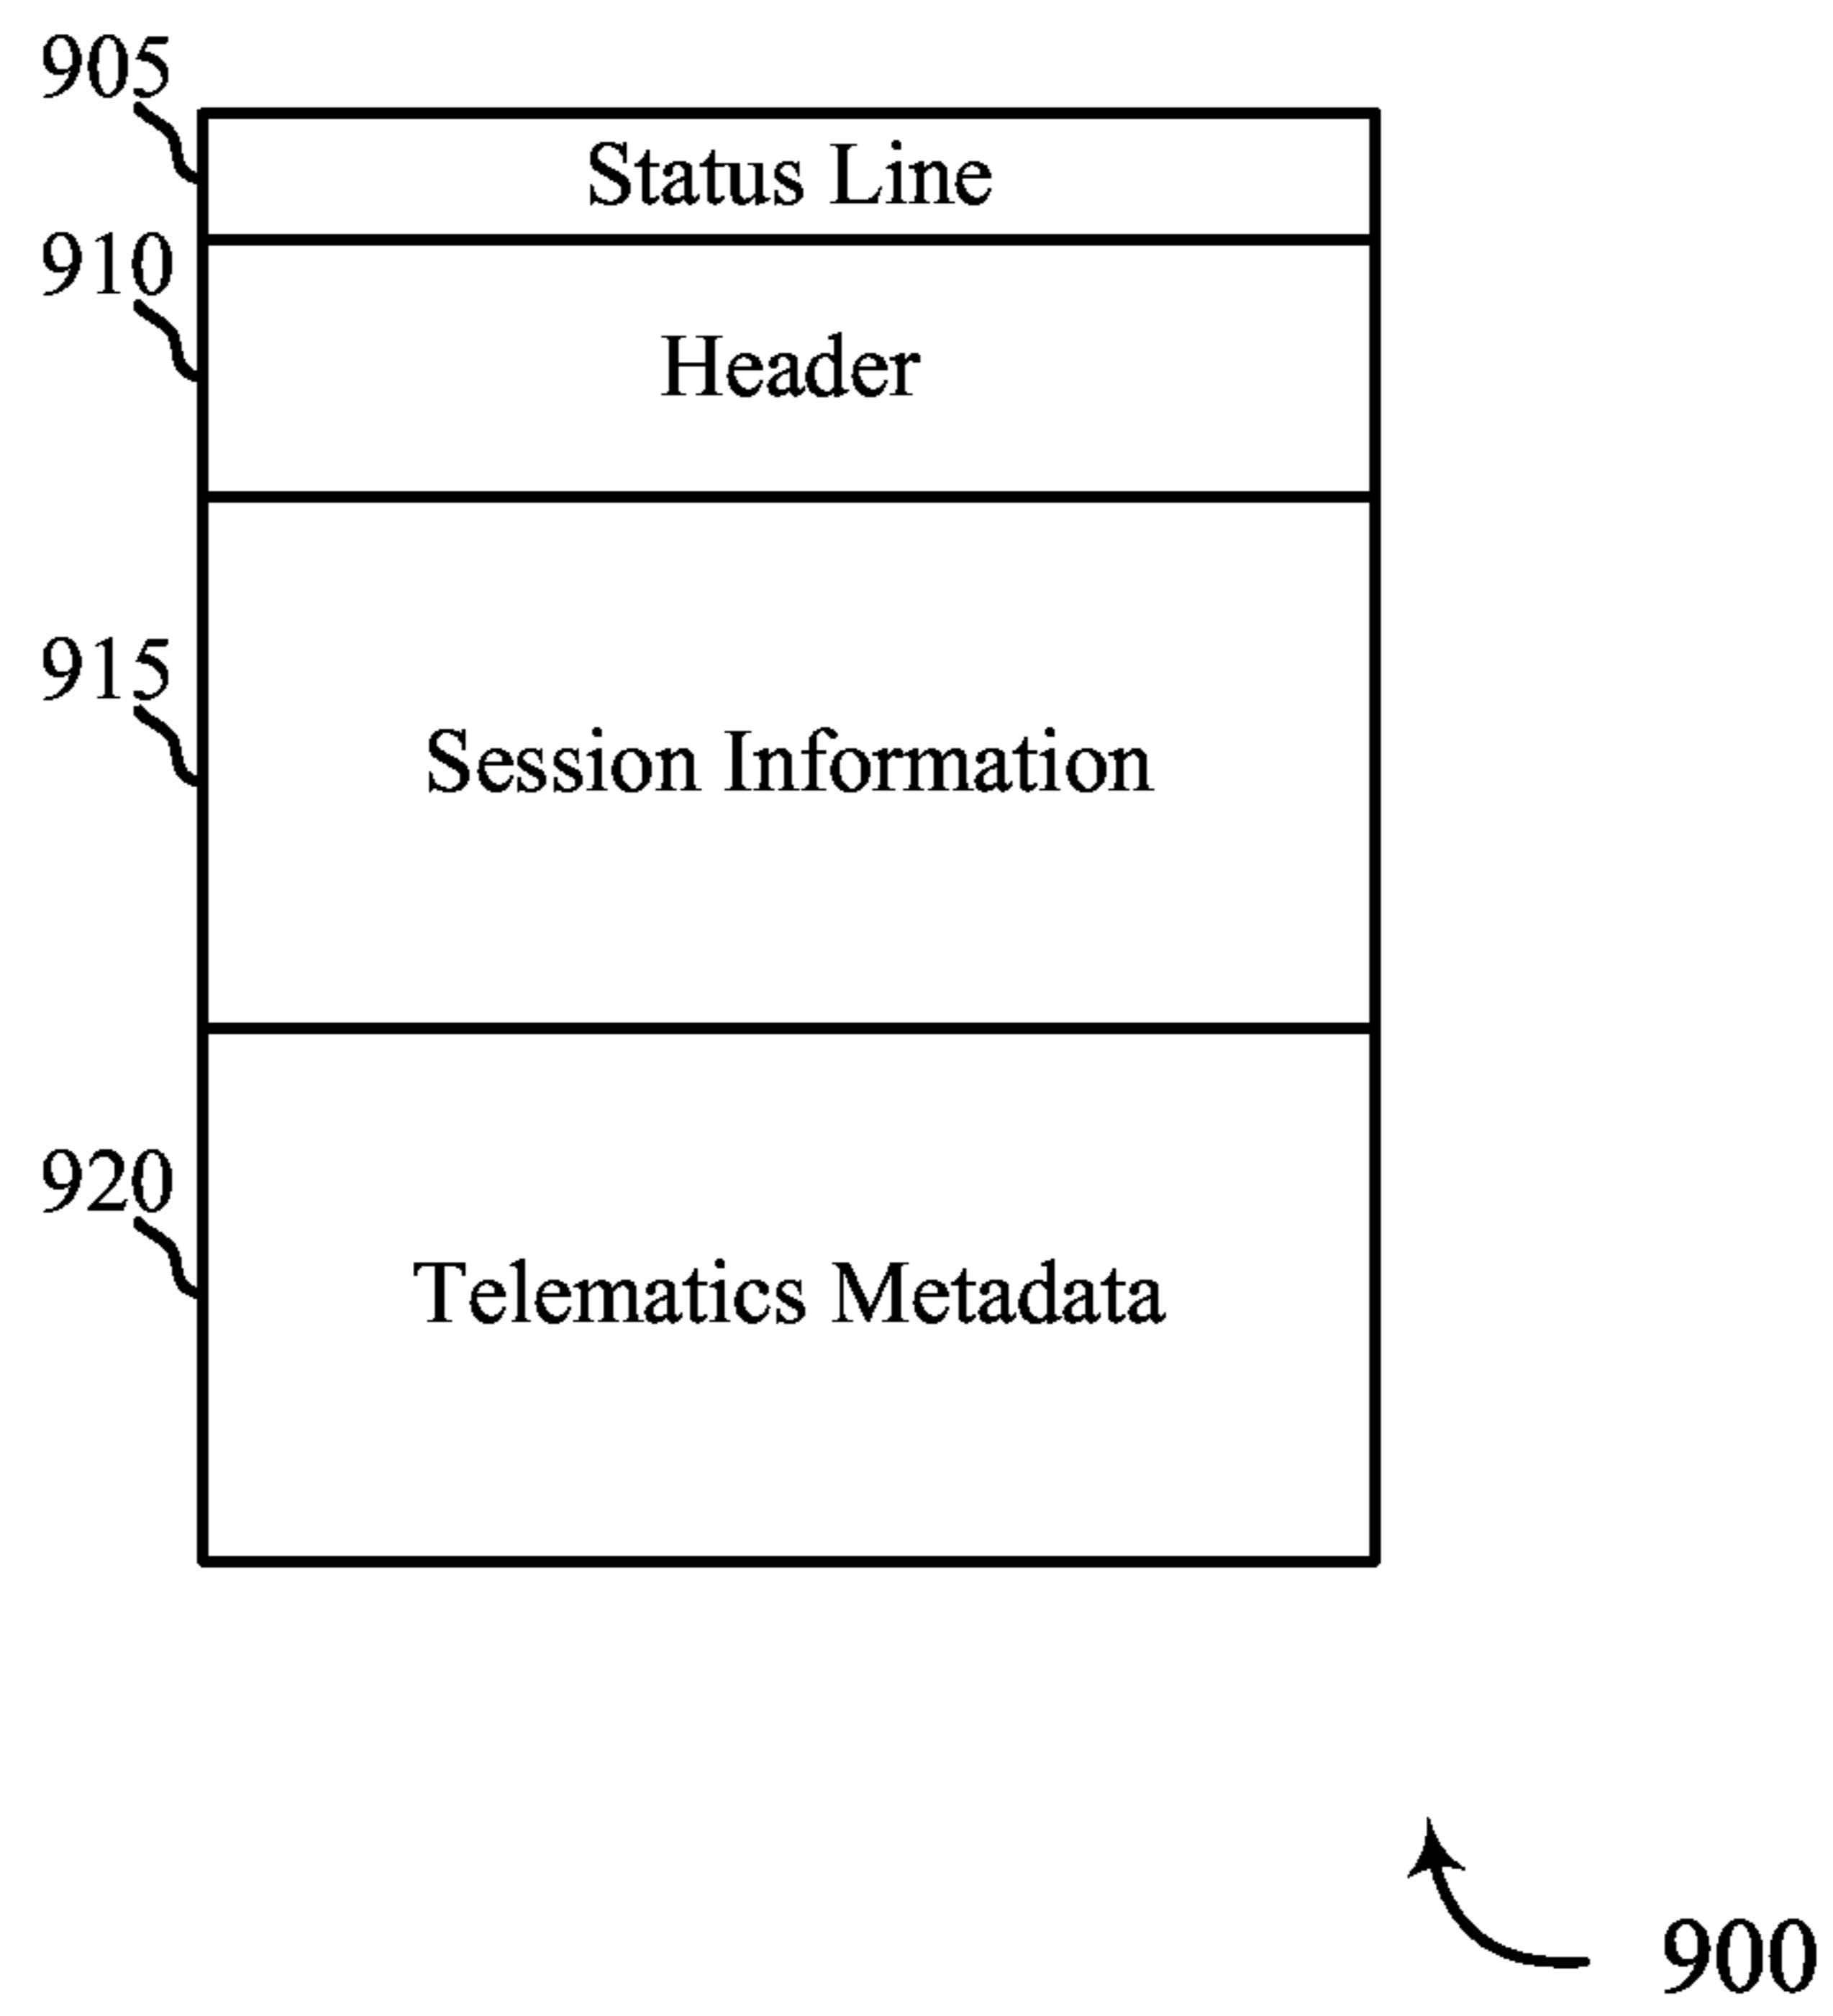 905
Status Line
910
Header
915
Session Information
920
Telematics Metadata
900